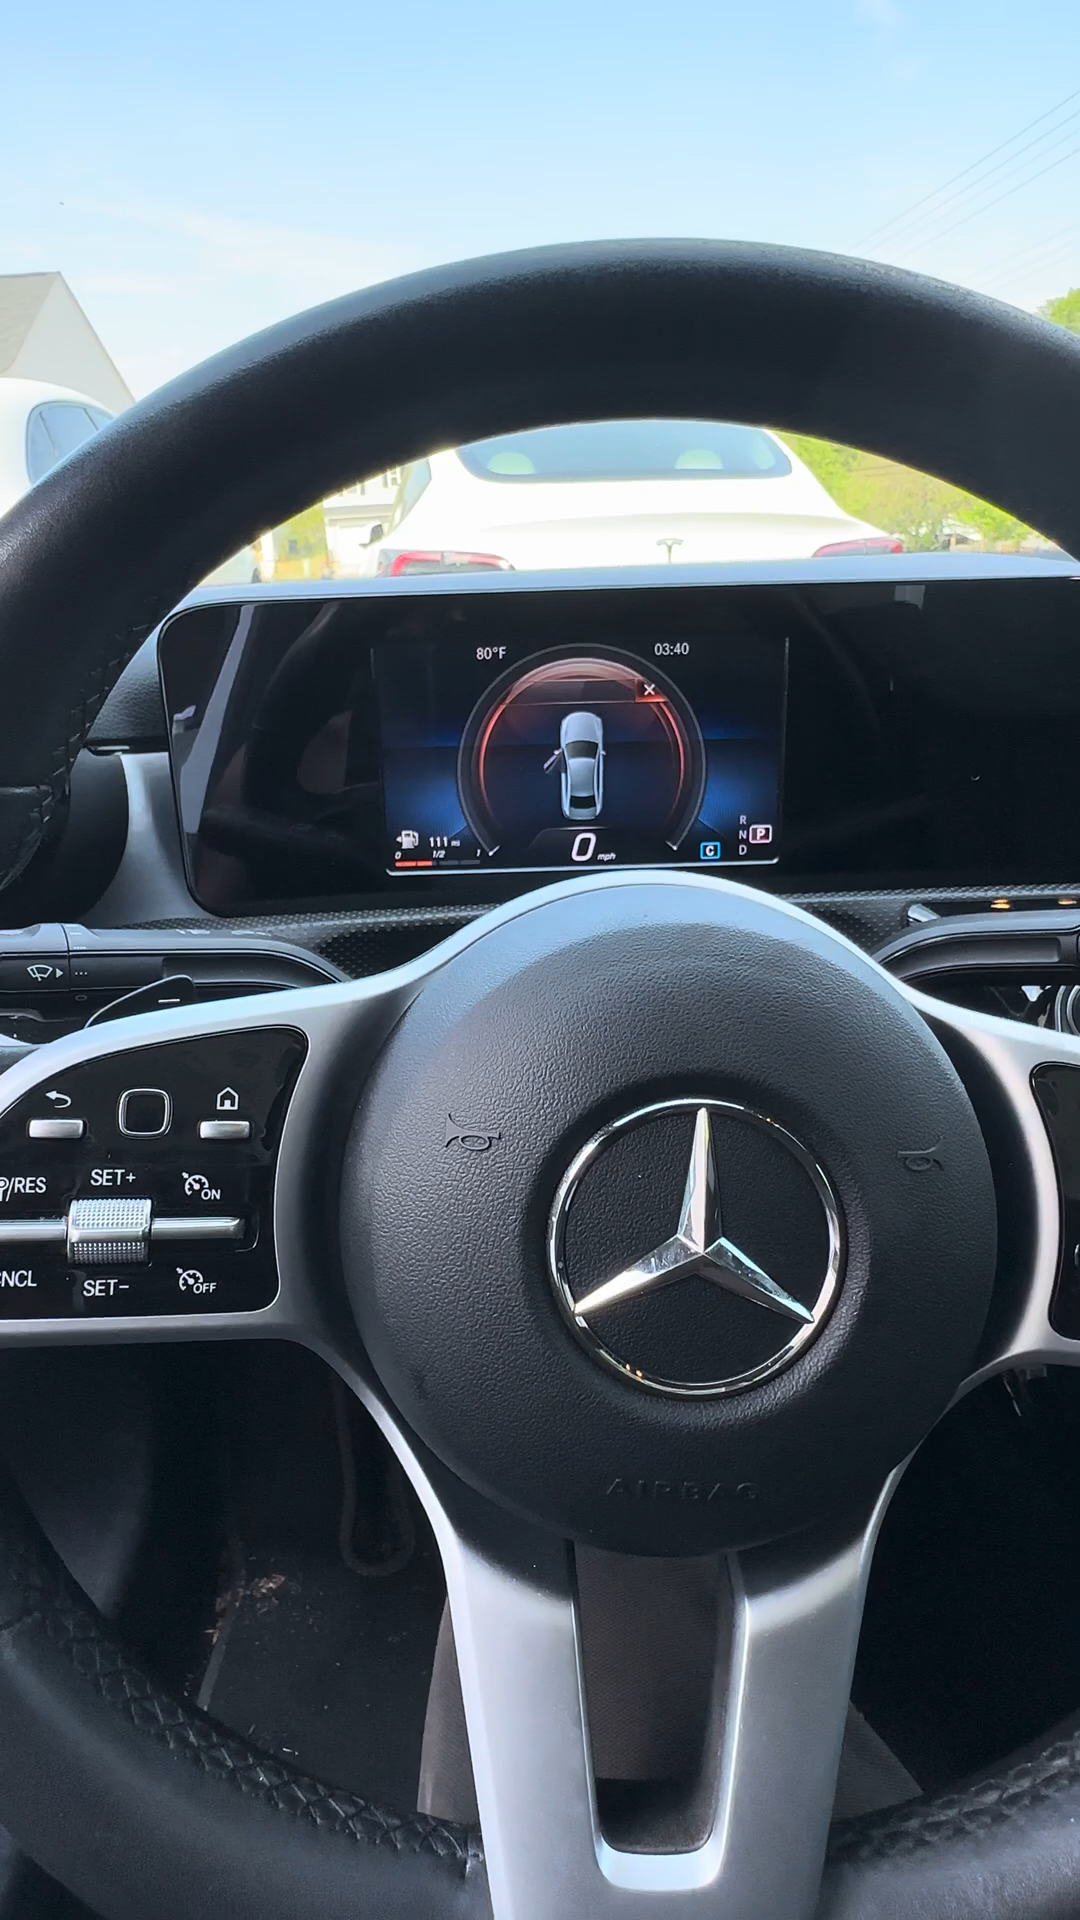 80°F
03:40
111 mi
0 1/2 1
0 mph
C
R
N P
D
/RES
SET+
ON
NCL
SET−
OFF
AIRBAG